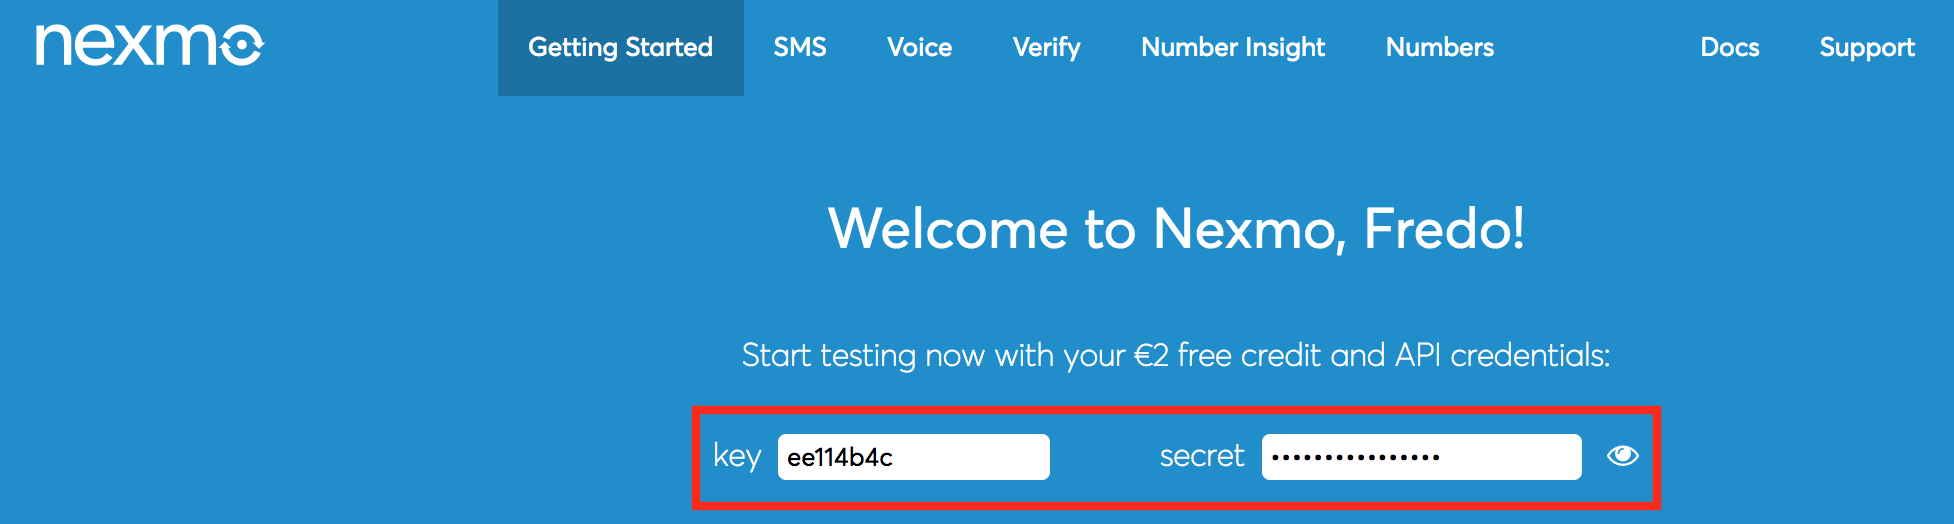 nexmo Getting Started SMS Voice Verify Number Insight Numbers Docs Support
Welcome to Nexmo, Fredo!
Start testing now with your €2 free credit and API credentials:
key ee114b4c secret ••••••••••••••••